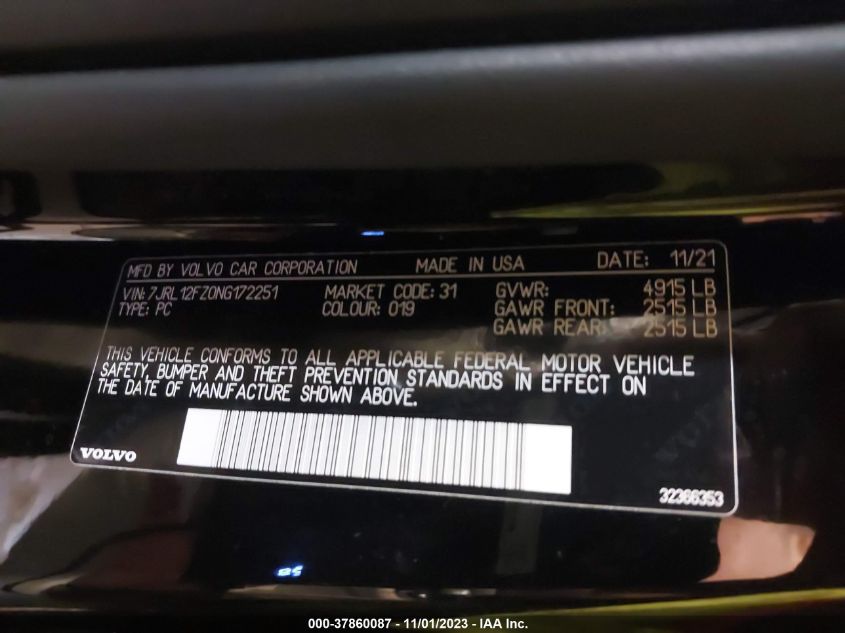 MFD BY VOLVO CAR CORPORATION MADE IN USA DATE: 11/21
VIN: 7JRL12FZ0NG172251 MARKET CODE: 31 GVWR: 4915 LB
TYPE: PC COLOUR: 019 GAWR FRONT: 2515 LB
GAWR REAR: 2515 LB
THIS VEHICLE CONFORMS TO ALL APPLICABLE FEDERAL MOTOR VEHICLE
SAFETY, BUMPER AND THEFT PREVENTION STANDARDS IN EFFECT ON
THE DATE OF MANUFACTURE SHOWN ABOVE.
VOLVO
32366353
000-37860087 - 11/01/2023 - IAA Inc.